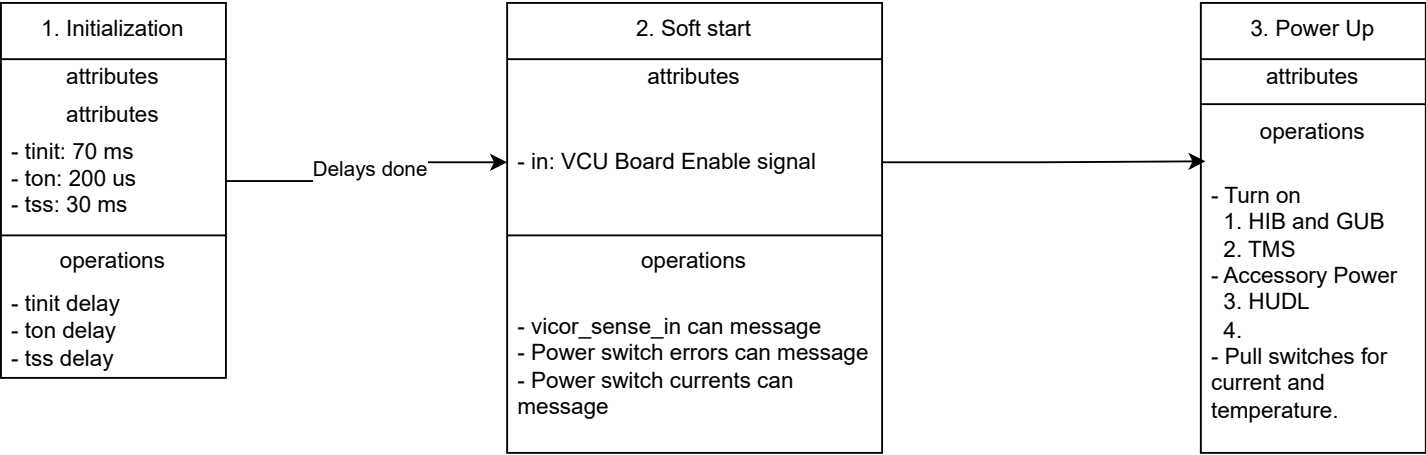 1. Initialization
attributes
attributes
- tinit: 70 ms
- ton: 200 us
- tss: 30 ms
operations
- tinit delay
- ton delay
- tss delay
Delays done
2. Soft start
attributes
- in: VCU Board Enable signal
operations
- vicor_sense_in can message
- Power switch errors can message
- Power switch currents can
message
3. Power Up
attributes
operations
- Turn on
1. HIB and GUB
2. TMS
- Accessory Power
3. HUDL
4.
- Pull switches for
current and
temperature.